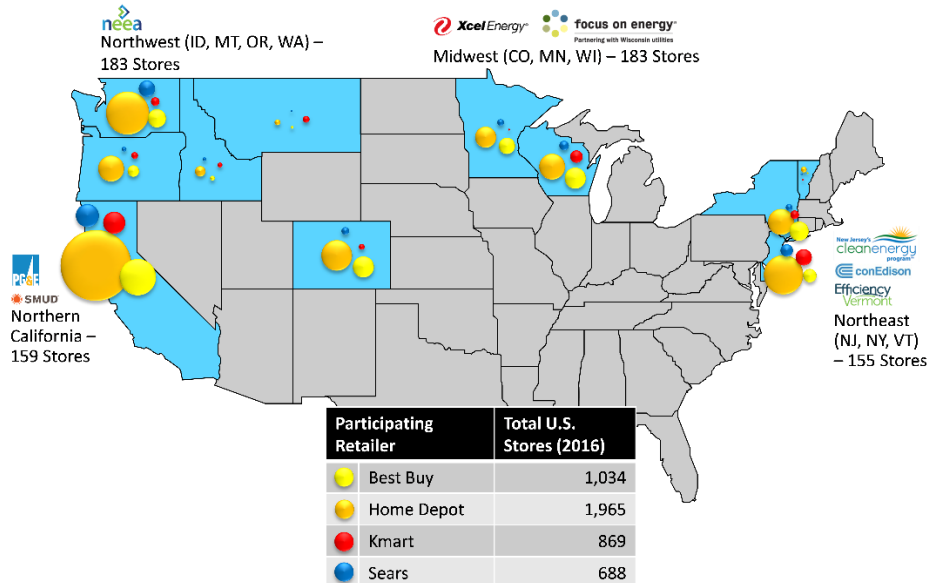 neea
Northwest (ID, MT, OR, WA) –
183 Stores
Xcel Energy®
focus on energy®
Partnering with Wisconsin utilities
Midwest (CO, MN, WI) – 183 Stores
PG&E
SMUD
Northern
California –
159 Stores
New Jersey's
cleanenergy
program™
conEdison
Efficiency
Vermont
Northeast
(NJ, NY, VT)
– 155 Stores
Participating Retailer Total U.S. Stores (2016)
Best Buy 1,034
Home Depot 1,965
Kmart 869
Sears 688